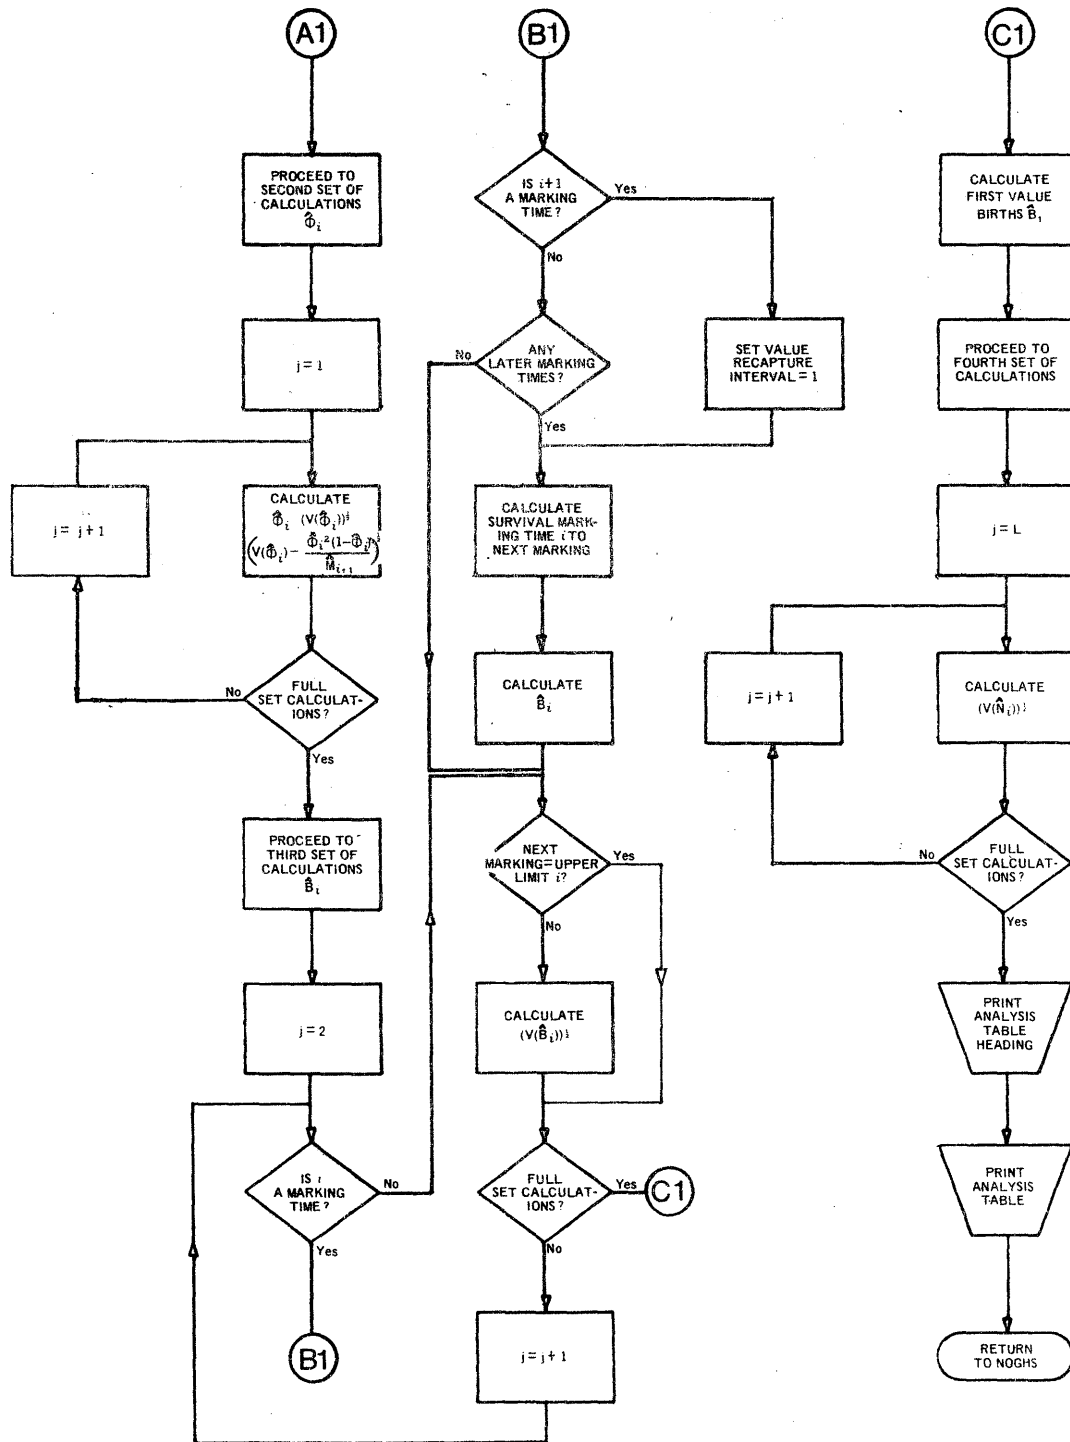 A1
PROCEED TO
SECOND SET OF
CALCULATIONS
Φ̂i
j=1
j=j+1
CALCULATE
Φ̂i (V(Φ̂i))½
(V(Φ̂i)−Φ̂i²(1−Φ̂i)/M̂i+1)½
FULL
SET CALCULAT-
IONS?
No
Yes
PROCEED TO
THIRD SET OF
CALCULATIONS
B̂i
j=2
IS i
A MARKING
TIME?
No
Yes
B1
B1
IS i+1
A MARKING
TIME?
Yes
No
ANY
LATER MARKING
TIMES?
No
Yes
SET VALUE
RECAPTURE
INTERVAL=1
CALCULATE
SURVIVAL MARK-
ING TIME i TO
NEXT MARKING
CALCULATE
B̂i
NEXT
MARKING=UPPER
LIMIT i?
Yes
No
CALCULATE
(V(B̂i))½
FULL
SET CALCULAT-
IONS?
Yes
C1
No
j=j+1
C1
CALCULATE
FIRST VALUE
BIRTHS B̂1
PROCEED TO
FOURTH SET OF
CALCULATIONS
j=L
j=j+1
CALCULATE
(V(N̂i))½
FULL
SET CALCULAT-
IONS?
No
Yes
PRINT
ANALYSIS
TABLE
HEADING
PRINT
ANALYSIS
TABLE
RETURN
TO NOGHS